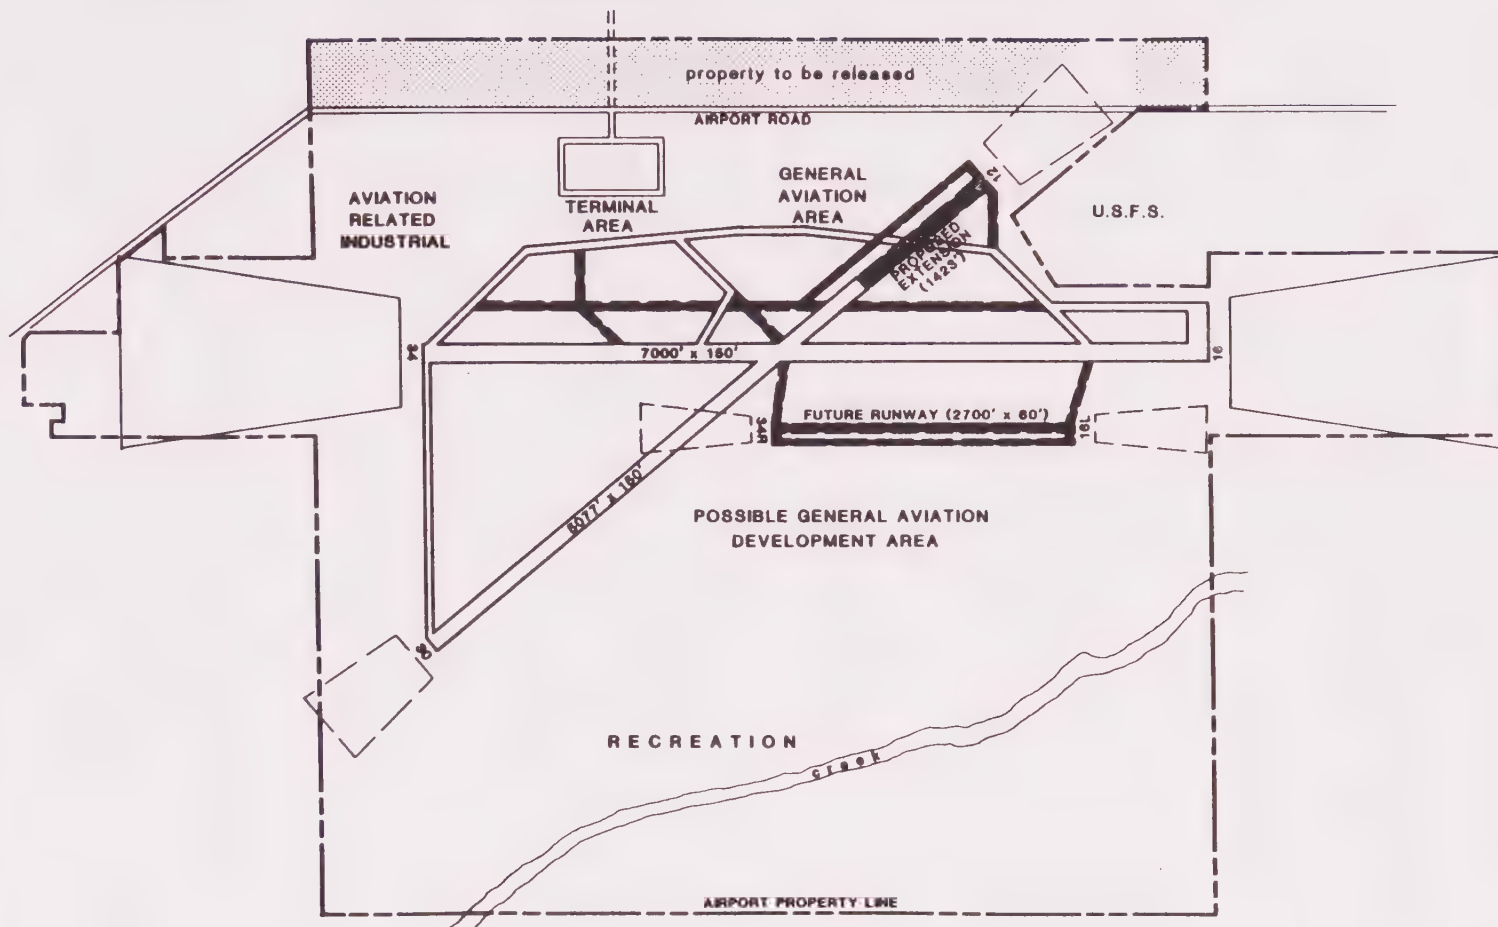 property to be released
AIRPORT ROAD
AVIATION
RELATED
INDUSTRIAL
TERMINAL
AREA
GENERAL
AVIATION
AREA
12
U.S.F.S.
PROPOSED
EXTENSION
(1423')
34
7000' x 150'
16
34R
FUTURE RUNWAY (2700' x 60')
16L
5077' x 150'
POSSIBLE GENERAL AVIATION
DEVELOPMENT AREA
30
RECREATION
creek
AIRPORT PROPERTY LINE